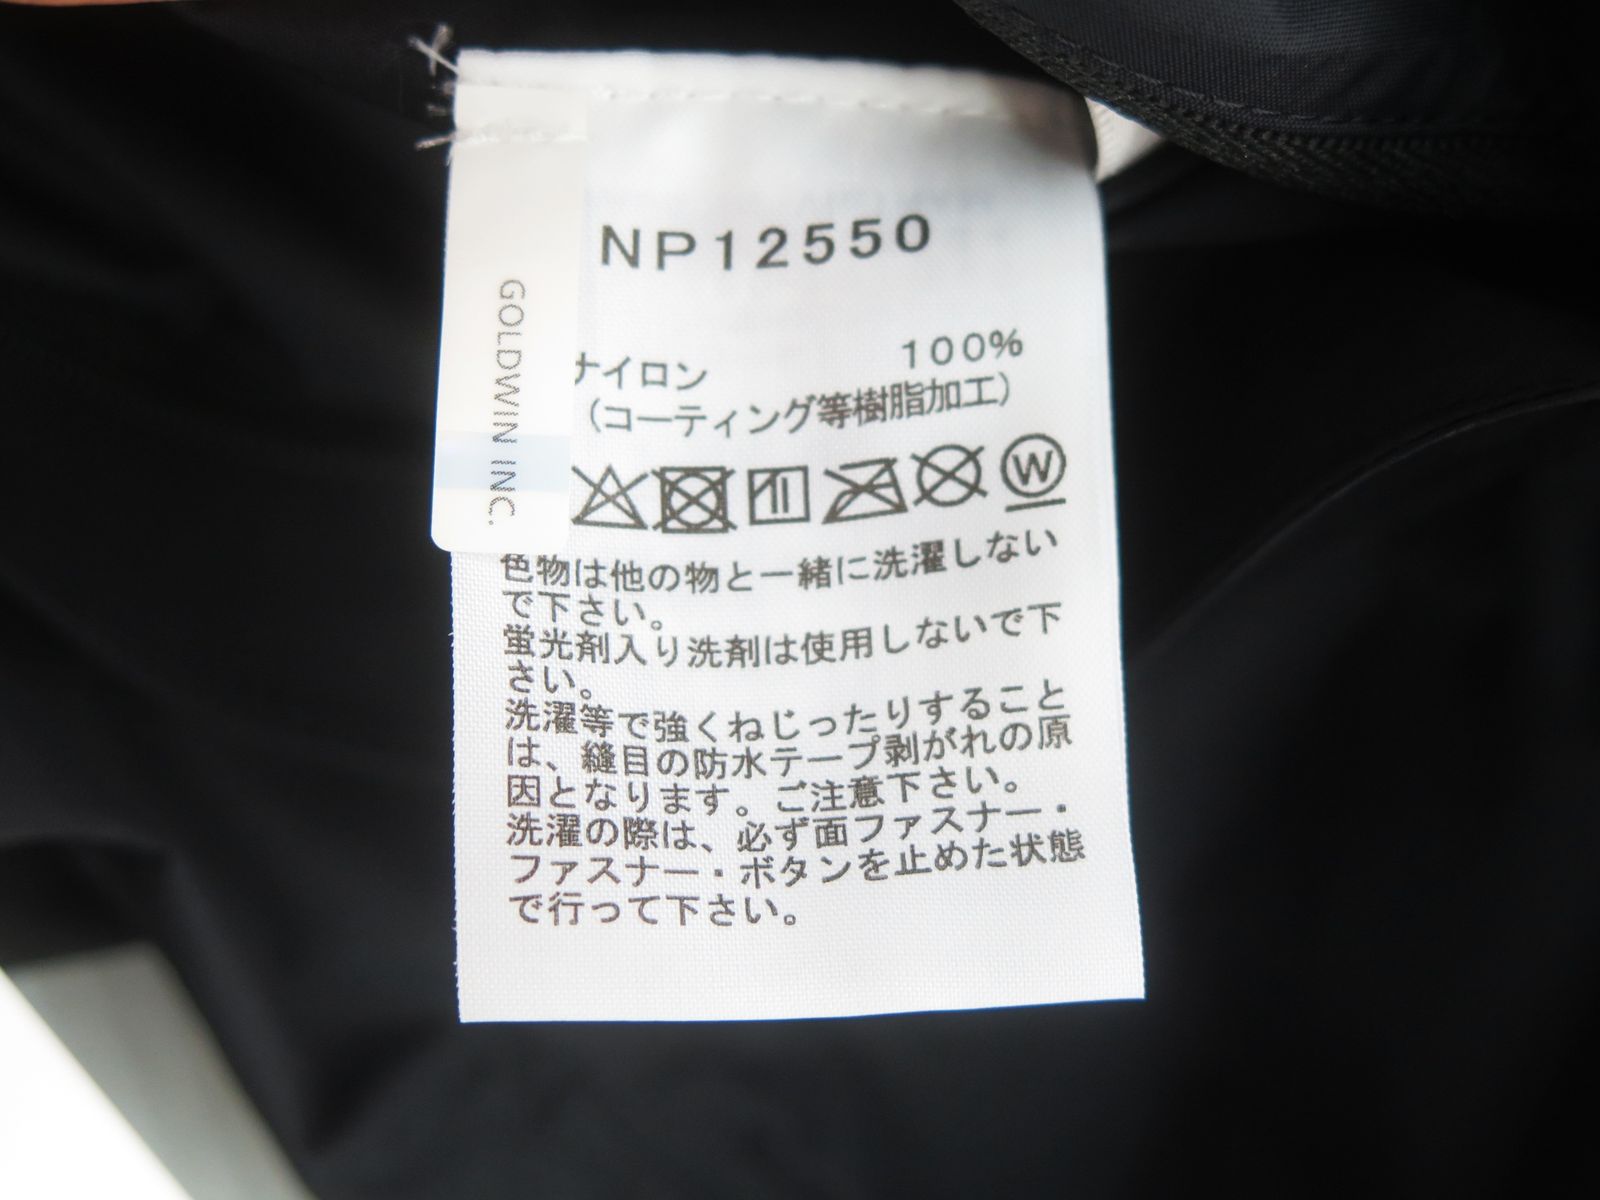 NP12550
GOLDWIN INC.
ナイロン 100%
(コーティング等樹脂加工)
W
色物は他の物と一緒に洗濯しない
で下さい。
蛍光剤入り洗剤は使用しないで下
さい。
洗濯等で強くねじったりすること
は、縫目の防水テープ剥がれの原
因となります。ご注意下さい。
洗濯の際は、必ず面ファスナー・
ファスナー・ボタンを止めた状態
で行って下さい。